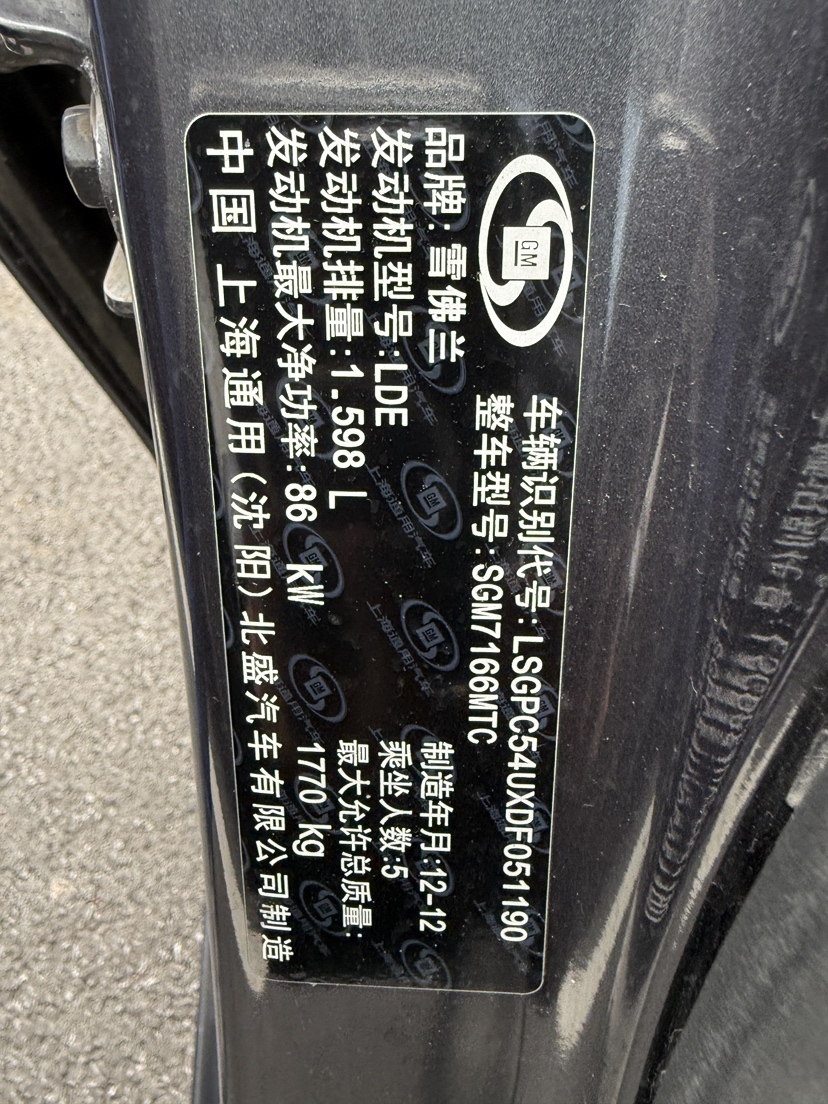 GM
车辆识别代号:LSGPC54UXDF051190
整车型号:SGM7166MTC
品牌:雪佛兰
制造年月:12-12
发动机型号:LDE
乘坐人数:5
发动机排量:1.598 L
最大允许总质量:
发动机最大净功率:86 kW
1770 kg
中国 上海通用(沈阳)北盛汽车有限公司制造